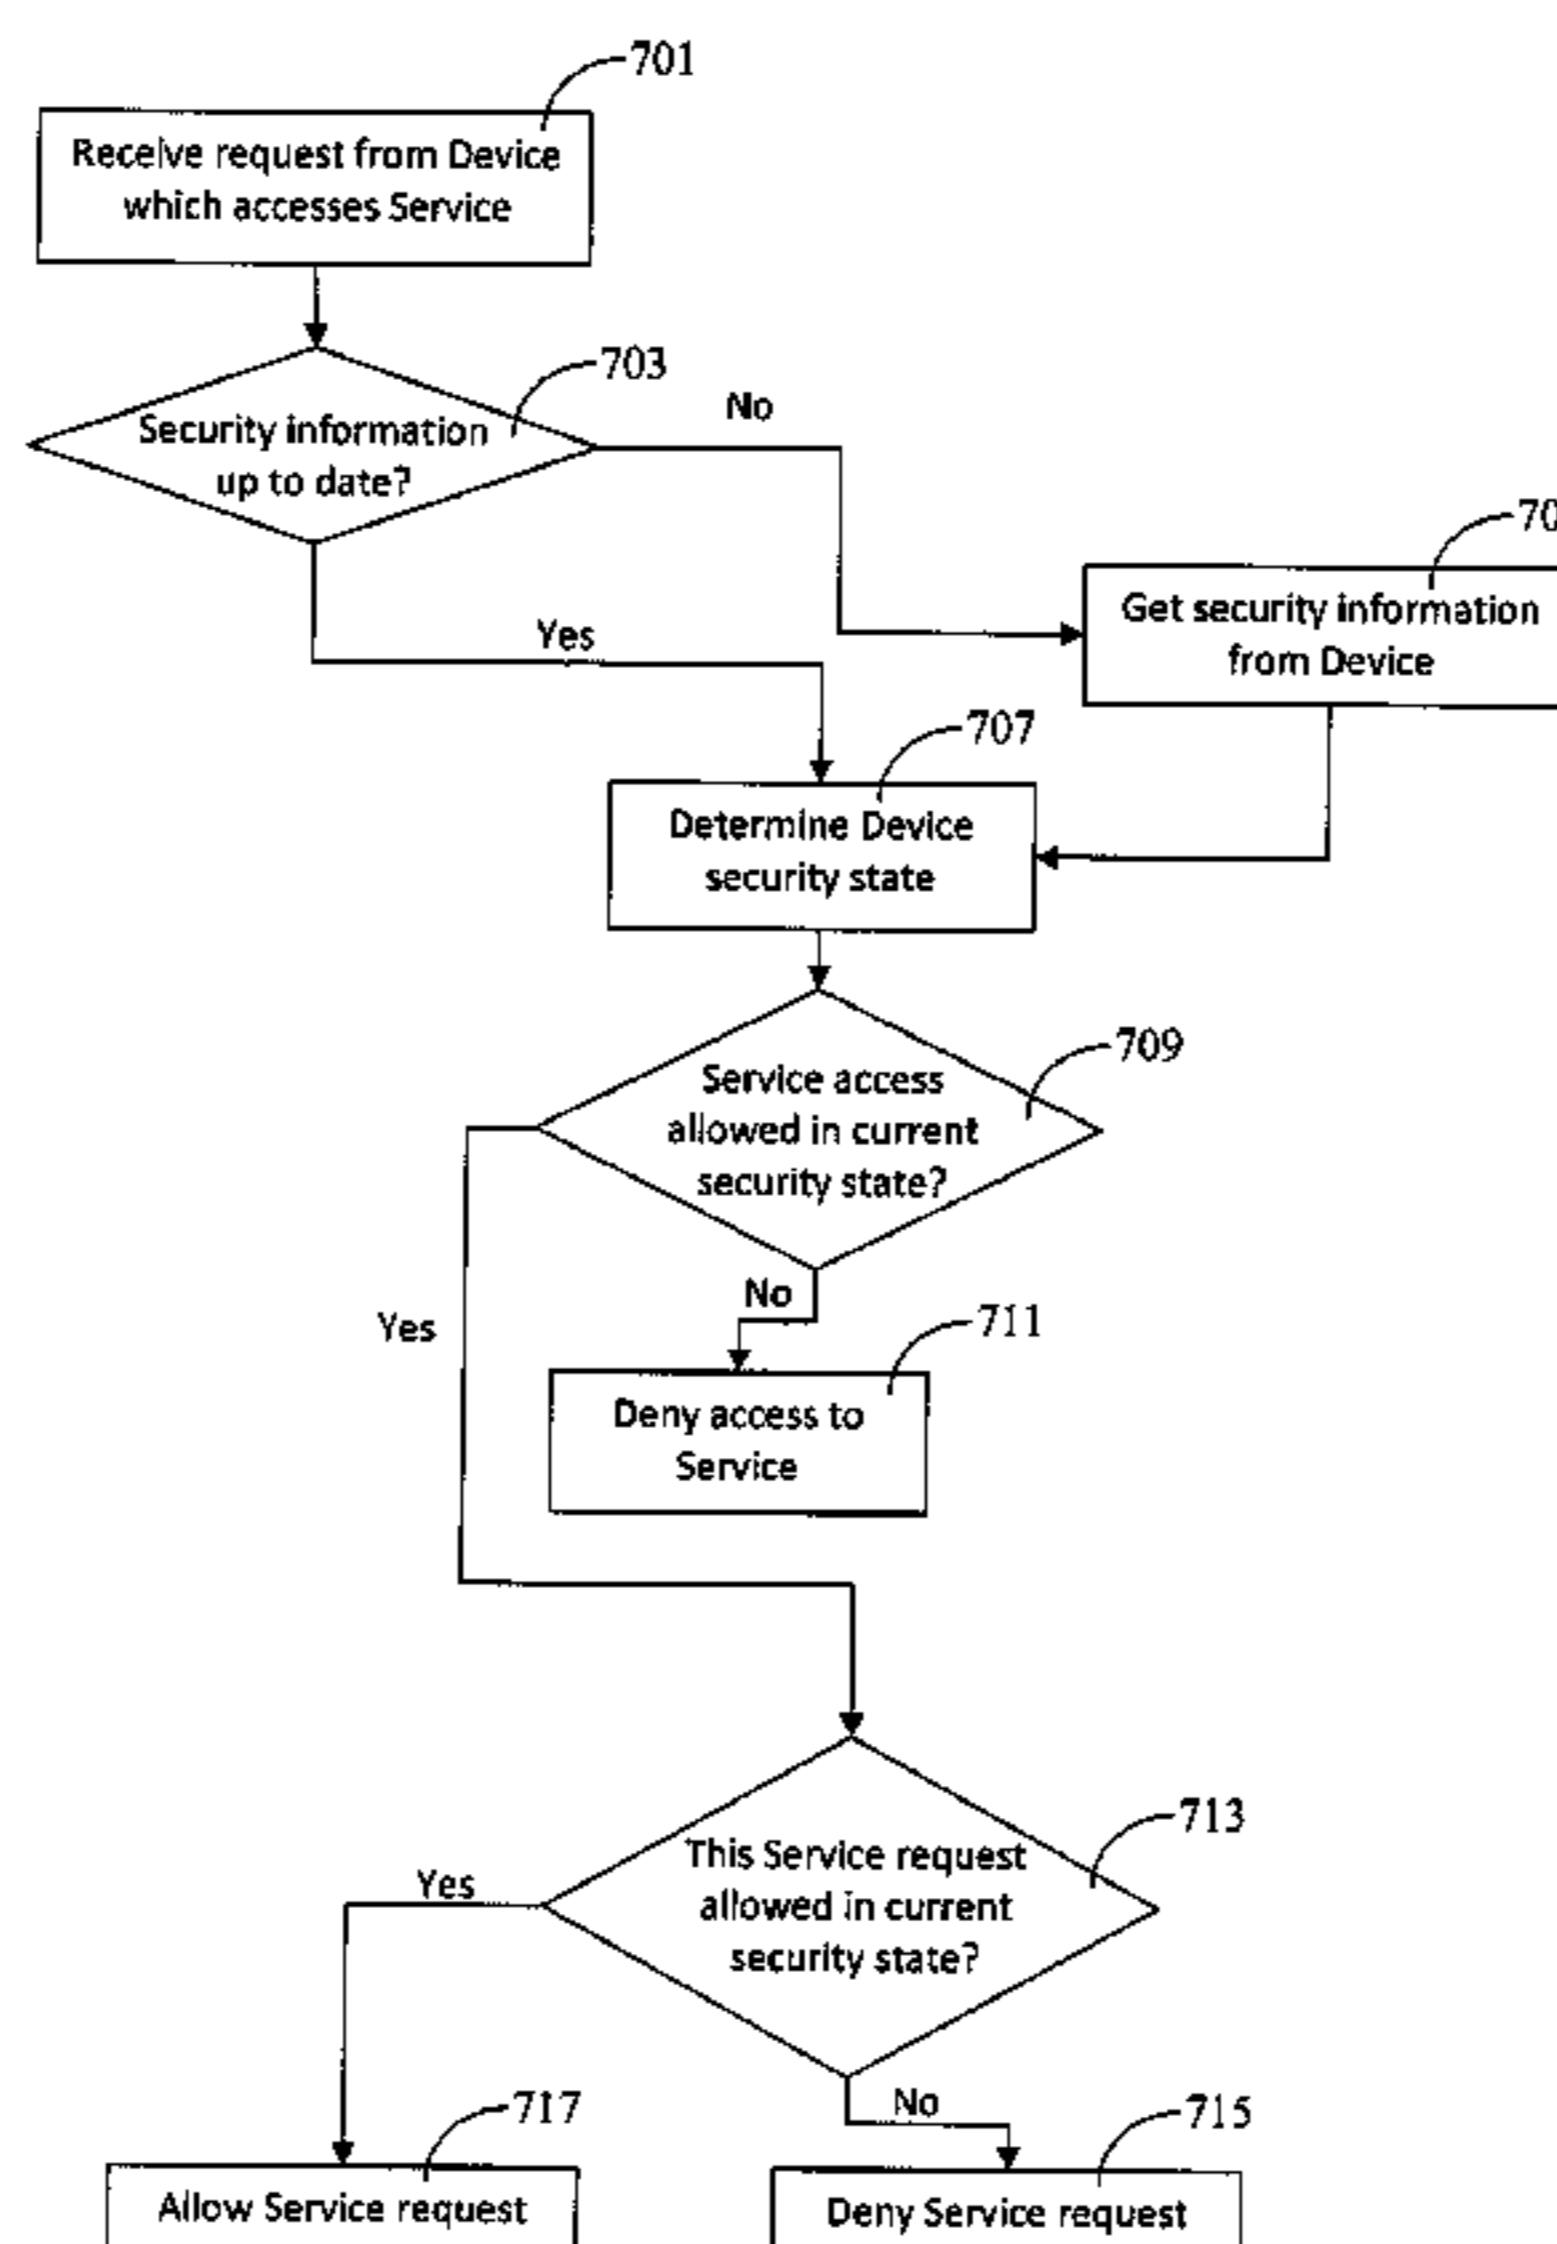 701
Receive request from Device
which accesses Service
703
Security information
up to date?
No
70
Get security information
from Device
Yes
707
Determine Device
security state
709
Service access
allowed in current
security state?
No
Yes
711
Deny access to
Service
713
This Service request
allowed in current
security state?
Yes
No
717
Allow Service request
715
Deny Service request